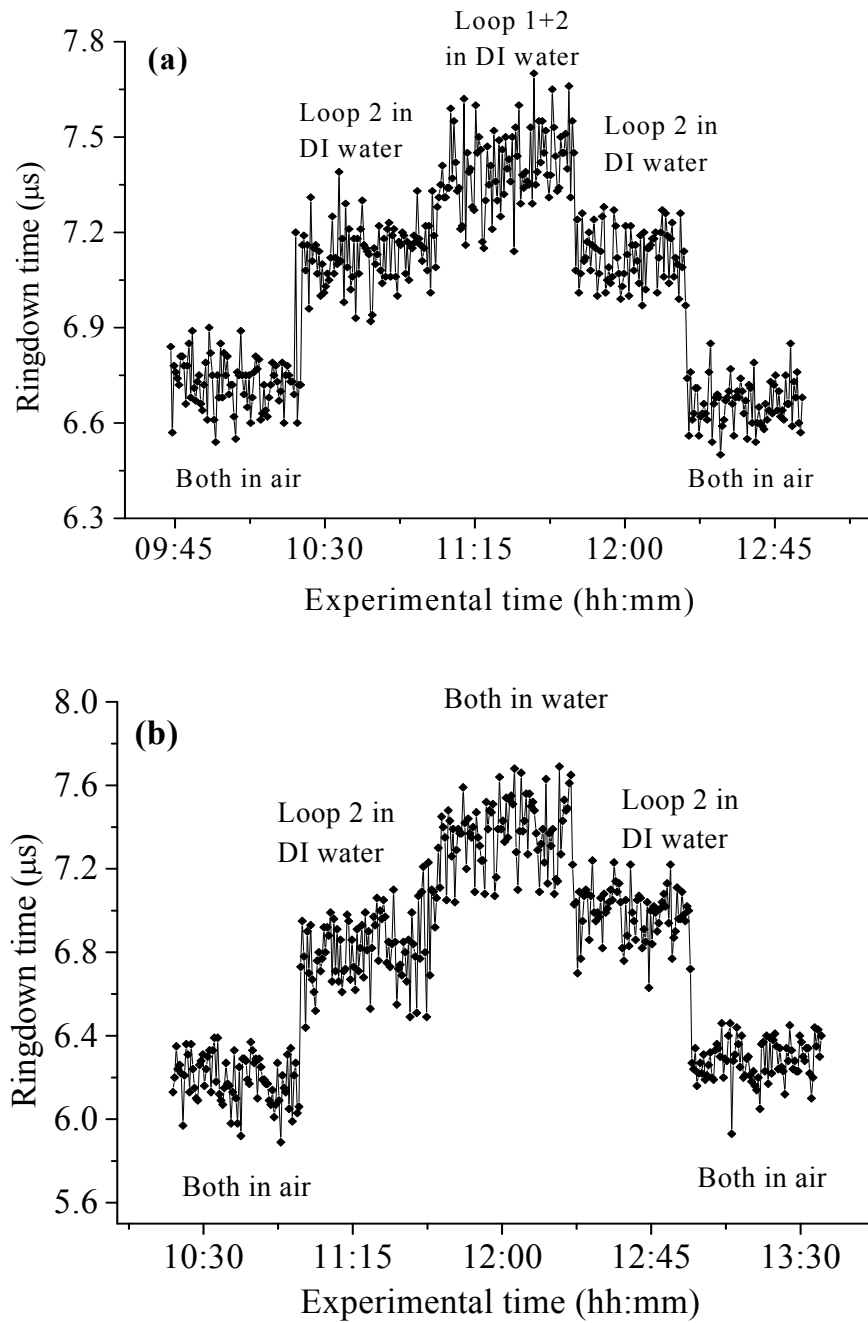 (a)
Loop 1+2
in DI water
Loop 2 in
DI water
Loop 2 in
DI water
Both in air
Both in air
7.8
7.5
7.2
6.9
6.6
6.3
Ringdown time (μs)
09:45 10:30 11:15 12:00 12:45
Experimental time (hh:mm)
(b)
Both in water
Loop 2 in
DI water
Loop 2 in
DI water
Both in air
Both in air
8.0
7.6
7.2
6.8
6.4
6.0
5.6
Ringdown time (μs)
10:30 11:15 12:00 12:45 13:30
Experimental time (hh:mm)